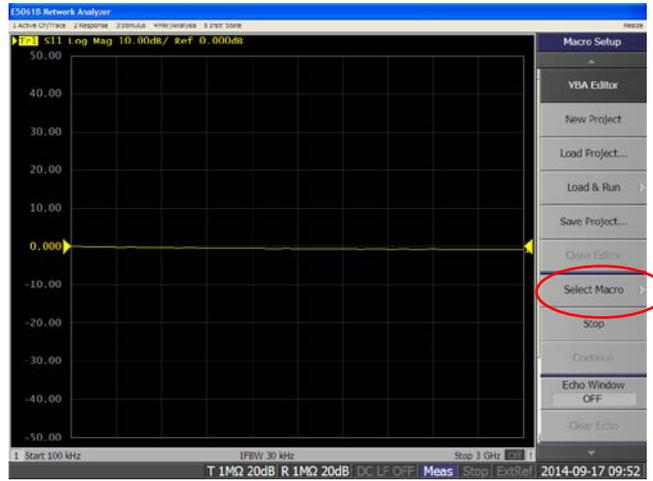 E5061B Network Analyzer
1 Active Ch/Trace 2 Response 3 Stimulus 4 Mkr/Analysis 5 Instr State
Resize
Tr1 S11 Log Mag 10.00dB/ Ref 0.000dB
50.00
40.00
30.00
20.00
10.00
0.000
-10.00
-20.00
-30.00
-40.00
-50.00
Macro Setup
VBA Editor
New Project
Load Project...
Load & Run
Save Project...
Close Editor
Select Macro
Stop
Continue
Echo Window
OFF
Clear Echo
1 Start 100 kHz IFBW 30 kHz Stop 3 GHz Off !
T 1MΩ 20dB R 1MΩ 20dB DC LF OFF Meas Stop ExtRef 2014-09-17 09:52